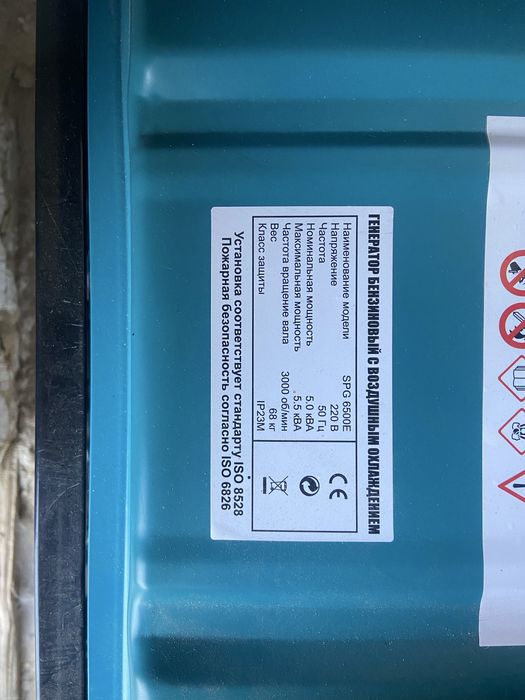 ГЕНЕРАТОР БЕНЗИНОВЫЙ С ВОЗДУШНЫМ ОХЛАЖДЕНИЕМ
Наименование модели SPG 6500E
Напряжение 220 В
Частота 50 Гц
Номинальная мощность 5.0 кВА
Максимальная мощность 5.5 кВА
Частота вращение вала 3000 об/мин
Вес 68 кг
Класс защиты IP23M
CE
Установка соответствует стандарту ISO 8528
Пожарная безопасность согласно ISO 6826